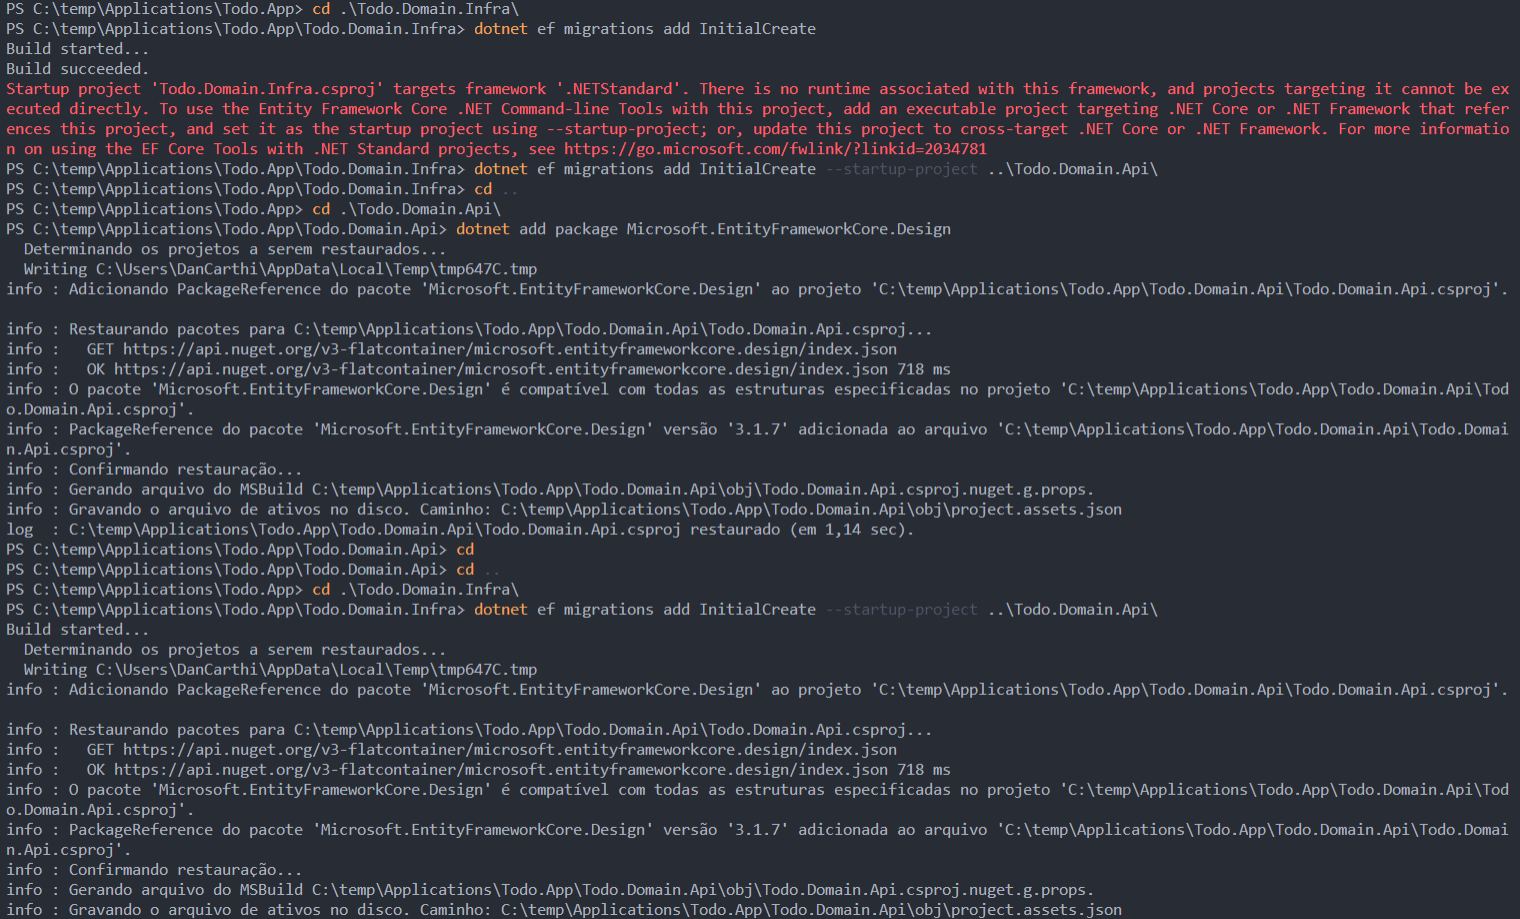 PS C:\temp\Applications\Todo.App> cd .\Todo.Domain.Infra\
PS C:\temp\Applications\Todo.App\Todo.Domain.Infra> dotnet ef migrations add InitialCreate
Build started...
Build succeeded.
Startup project 'Todo.Domain.Infra.csproj' targets framework '.NETStandard'. There is no runtime associated with this framework, and projects targeting it cannot be ex
ecuted directly. To use the Entity Framework Core .NET Command-line Tools with this project, add an executable project targeting .NET Core or .NET Framework that refer
ences this project, and set it as the startup project using --startup-project; or, update this project to cross-target .NET Core or .NET Framework. For more informatio
n on using the EF Core Tools with .NET Standard projects, see https://go.microsoft.com/fwlink/?linkid=2034781
PS C:\temp\Applications\Todo.App\Todo.Domain.Infra> dotnet ef migrations add InitialCreate --startup-project ..\Todo.Domain.Api\
PS C:\temp\Applications\Todo.App\Todo.Domain.Infra> cd ..
PS C:\temp\Applications\Todo.App> cd .\Todo.Domain.Api\
PS C:\temp\Applications\Todo.App\Todo.Domain.Api> dotnet add package Microsoft.EntityFrameworkCore.Design
  Determinando os projetos a serem restaurados...
  Writing C:\Users\DanCarthi\AppData\Local\Temp\tmp647C.tmp
info : Adicionando PackageReference do pacote 'Microsoft.EntityFrameworkCore.Design' ao projeto 'C:\temp\Applications\Todo.App\Todo.Domain.Api\Todo.Domain.Api.csproj'.
info : Restaurando pacotes para C:\temp\Applications\Todo.App\Todo.Domain.Api\Todo.Domain.Api.csproj...
info :   GET https://api.nuget.org/v3-flatcontainer/microsoft.entityframeworkcore.design/index.json
info :   OK https://api.nuget.org/v3-flatcontainer/microsoft.entityframeworkcore.design/index.json 718 ms
info : O pacote 'Microsoft.EntityFrameworkCore.Design' é compatível com todas as estruturas especificadas no projeto 'C:\temp\Applications\Todo.App\Todo.Domain.Api\Tod
o.Domain.Api.csproj'.
info : PackageReference do pacote 'Microsoft.EntityFrameworkCore.Design' versão '3.1.7' adicionada ao arquivo 'C:\temp\Applications\Todo.App\Todo.Domain.Api\Todo.Domai
n.Api.csproj'.
info : Confirmando restauração...
info : Gerando arquivo do MSBuild C:\temp\Applications\Todo.App\Todo.Domain.Api\obj\Todo.Domain.Api.csproj.nuget.g.props.
info : Gravando o arquivo de ativos no disco. Caminho: C:\temp\Applications\Todo.App\Todo.Domain.Api\obj\project.assets.json
log  : C:\temp\Applications\Todo.App\Todo.Domain.Api\Todo.Domain.Api.csproj restaurado (em 1,14 sec).
PS C:\temp\Applications\Todo.App\Todo.Domain.Api> cd
PS C:\temp\Applications\Todo.App\Todo.Domain.Api> cd ..
PS C:\temp\Applications\Todo.App> cd .\Todo.Domain.Infra\
PS C:\temp\Applications\Todo.App\Todo.Domain.Infra> dotnet ef migrations add InitialCreate --startup-project ..\Todo.Domain.Api\
Build started...
  Determinando os projetos a serem restaurados...
  Writing C:\Users\DanCarthi\AppData\Local\Temp\tmp647C.tmp
info : Adicionando PackageReference do pacote 'Microsoft.EntityFrameworkCore.Design' ao projeto 'C:\temp\Applications\Todo.App\Todo.Domain.Api\Todo.Domain.Api.csproj'.
info : Restaurando pacotes para C:\temp\Applications\Todo.App\Todo.Domain.Api\Todo.Domain.Api.csproj...
info :   GET https://api.nuget.org/v3-flatcontainer/microsoft.entityframeworkcore.design/index.json
info :   OK https://api.nuget.org/v3-flatcontainer/microsoft.entityframeworkcore.design/index.json 718 ms
info : O pacote 'Microsoft.EntityFrameworkCore.Design' é compatível com todas as estruturas especificadas no projeto 'C:\temp\Applications\Todo.App\Todo.Domain.Api\Tod
o.Domain.Api.csproj'.
info : PackageReference do pacote 'Microsoft.EntityFrameworkCore.Design' versão '3.1.7' adicionada ao arquivo 'C:\temp\Applications\Todo.App\Todo.Domain.Api\Todo.Domai
n.Api.csproj'.
info : Confirmando restauração...
info : Gerando arquivo do MSBuild C:\temp\Applications\Todo.App\Todo.Domain.Api\obj\Todo.Domain.Api.csproj.nuget.g.props.
info : Gravando o arquivo de ativos no disco. Caminho: C:\temp\Applications\Todo.App\Todo.Domain.Api\obj\project.assets.json